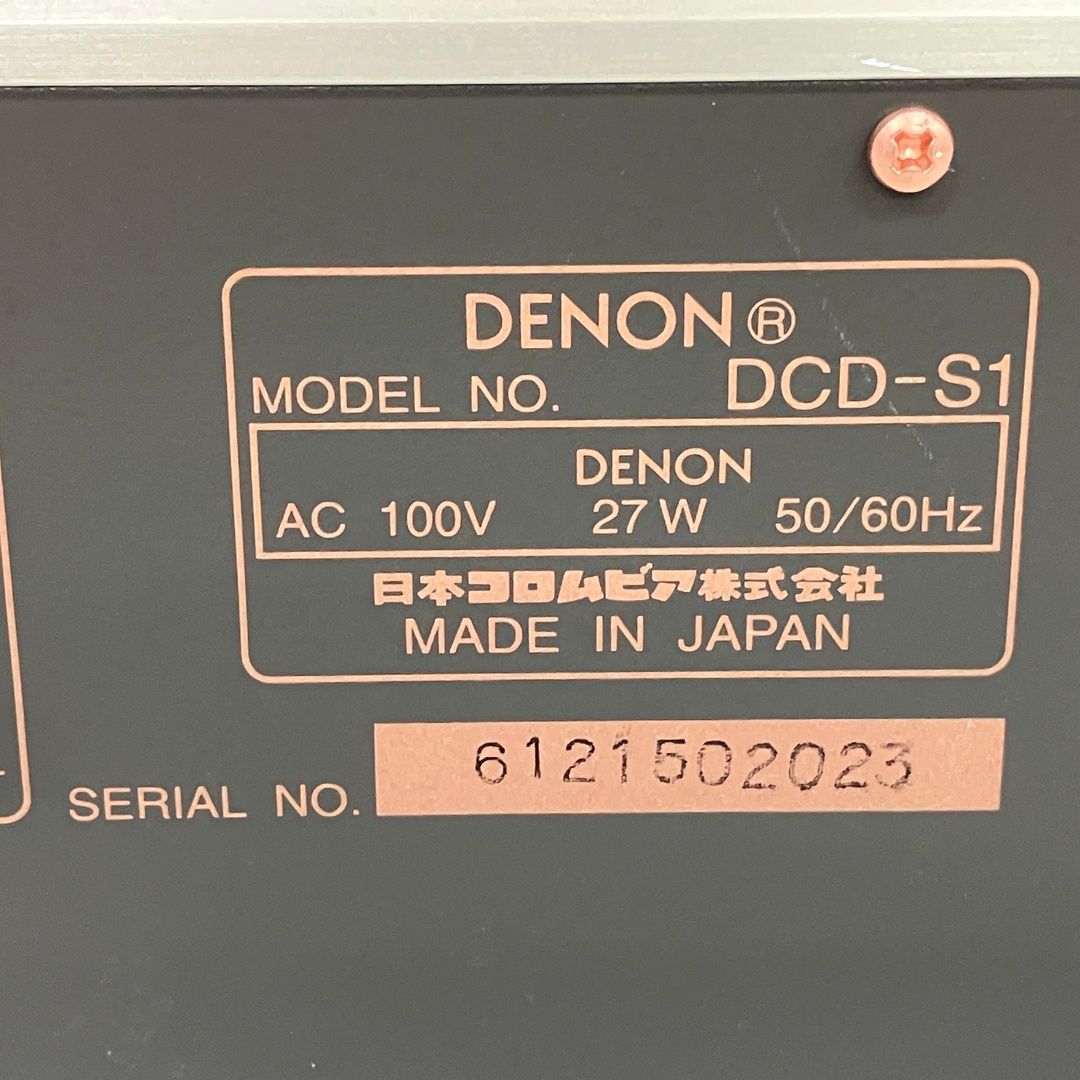 DENON®
MODEL NO. DCD-S1
DENON
AC 100V 27W 50/60Hz
日本コロムビア株式会社
MADE IN JAPAN
SERIAL NO. 6121502023